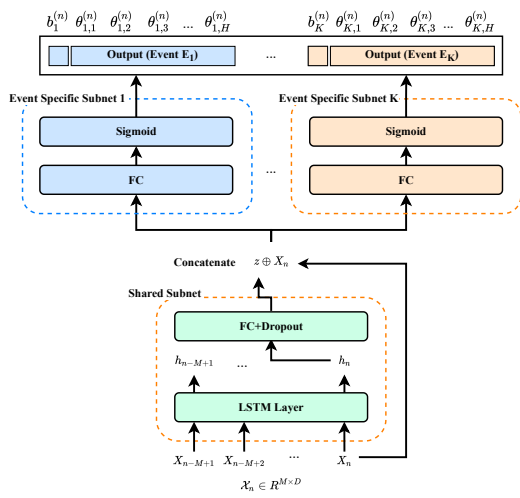 b_1^{(n)} θ_{1,1}^{(n)} θ_{1,2}^{(n)} θ_{1,3}^{(n)} ... θ_{1,H}^{(n)} b_K^{(n)} θ_{K,1}^{(n)} θ_{K,2}^{(n)} θ_{K,3}^{(n)} ... θ_{K,H}^{(n)}
Output (Event E_1) ... Output (Event E_K)
Event Specific Subnet 1 Event Specific Subnet K
Sigmoid Sigmoid
...
FC FC
Concatenate z ⊕ X_n
Shared Subnet
FC+Dropout
h_{n-M+1} ... h_n
LSTM Layer
X_{n-M+1} X_{n-M+2} ... X_n
𝒳_n ∈ R^{M×D}